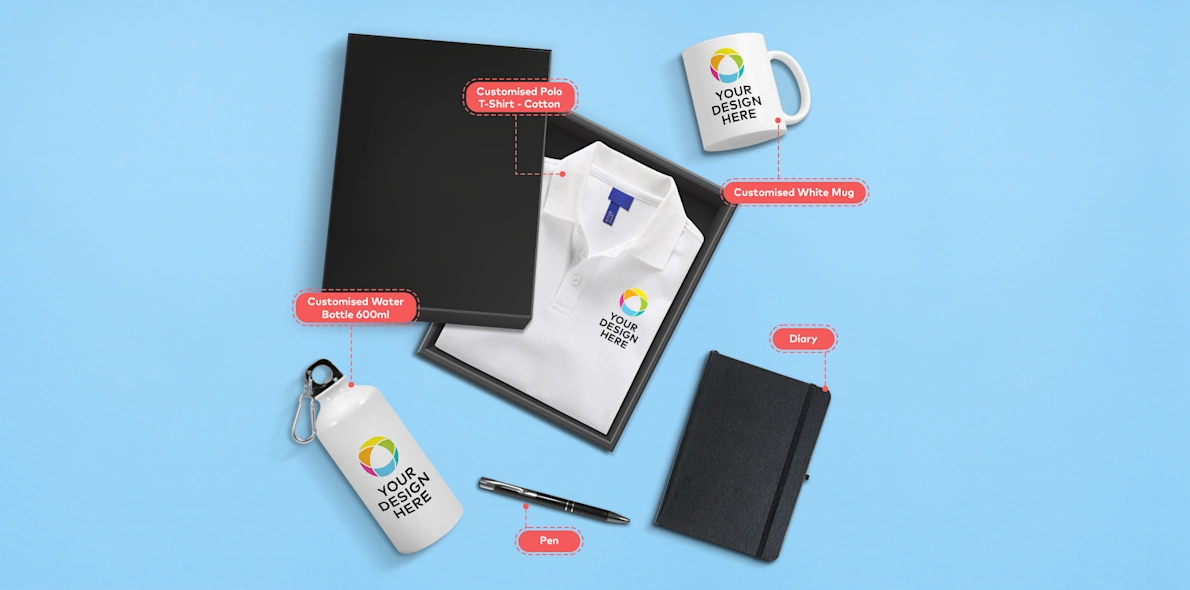 Customised Polo
T-Shirt - Cotton
YOUR
DESIGN
HERE
Customised White Mug
YOUR
DESIGN
HERE
Customised Water
Bottle 600ml
Diary
YOUR
DESIGN
HERE
Pen